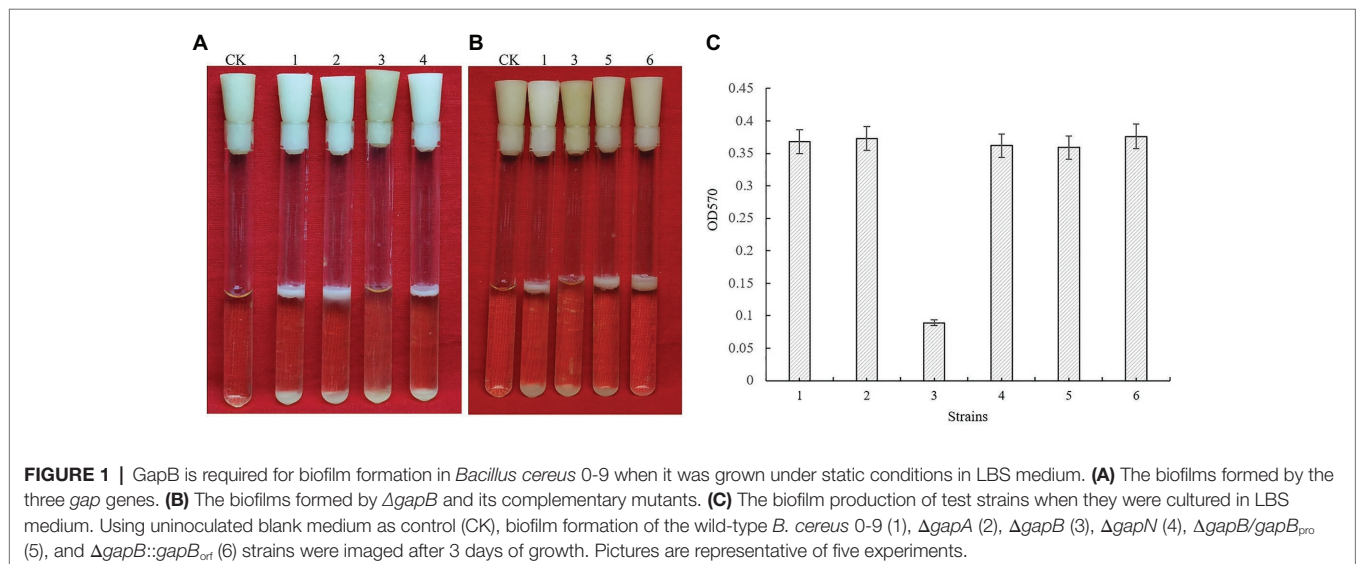 A
B
C
CK 1 2 3 4
CK 1 3 5 6
0.45
0.4
0.35
0.3
0.25
0.2
0.15
0.1
0.05
0
OD570
1 2 3 4 5 6
Strains
FIGURE 1 | GapB is required for biofilm formation in Bacillus cereus 0-9 when it was grown under static conditions in LBS medium. (A) The biofilms formed by the
three gap genes. (B) The biofilms formed by ΔgapB and its complementary mutants. (C) The biofilm production of test strains when they were cultured in LBS
medium. Using uninoculated blank medium as control (CK), biofilm formation of the wild-type B. cereus 0-9 (1), ΔgapA (2), ΔgapB (3), ΔgapN (4), ΔgapB/gapBpro
(5), and ΔgapB::gapBorf (6) strains were imaged after 3 days of growth. Pictures are representative of five experiments.